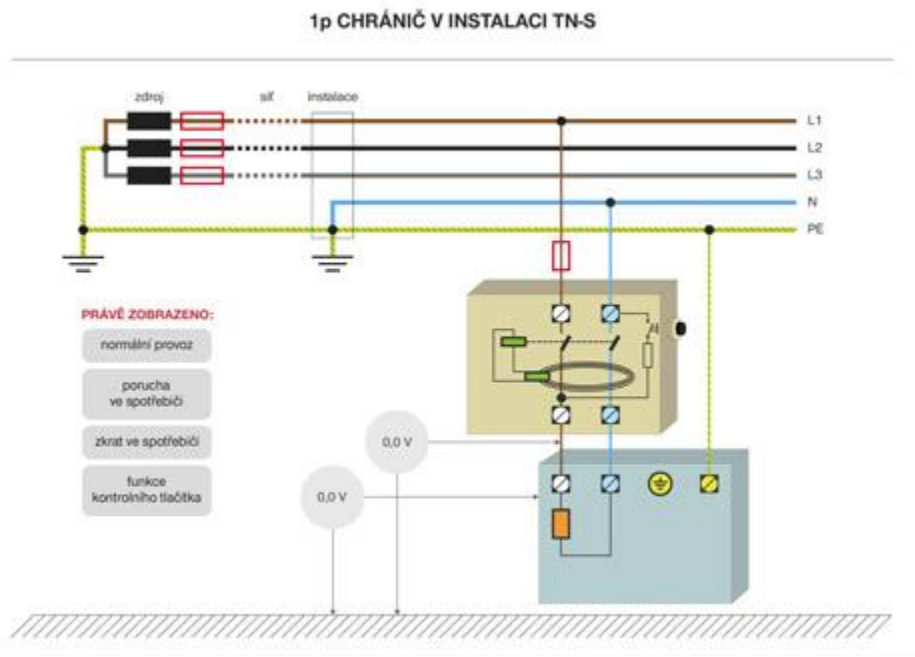 1p CHRÁNIČ V INSTALACI TN-S
zdroj síť instalace
L1
L2
L3
N
PE
PRÁVĚ ZOBRAZENO:
normální provoz
porucha
ve spotřebiči
zkrat ve spotřebiči
funkce
kontrolního tlačítka
0,0 V
0,0 V